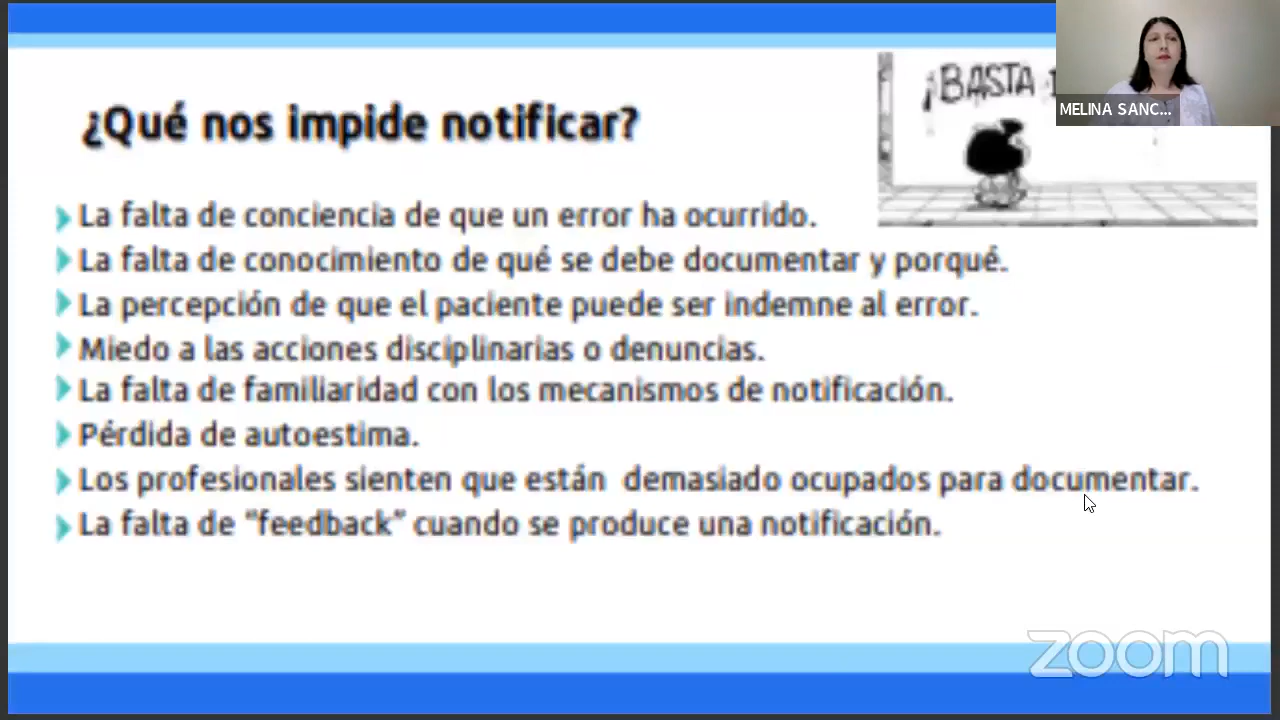 ¡BASTA
MELINA SANC...
¿Qué nos impide notificar?
La falta de conciencia de que un error ha ocurrido.
La falta de conocimiento de qué se debe documentar y porqué.
La percepción de que el paciente puede ser indemne al error.
Miedo a las acciones disciplinarias o denuncias.
La falta de familiaridad con los mecanismos de notificación.
Pérdida de autoestima.
Los profesionales sienten que están demasiado ocupados para documentar.
La falta de "feedback" cuando se produce una notificación.
zoom